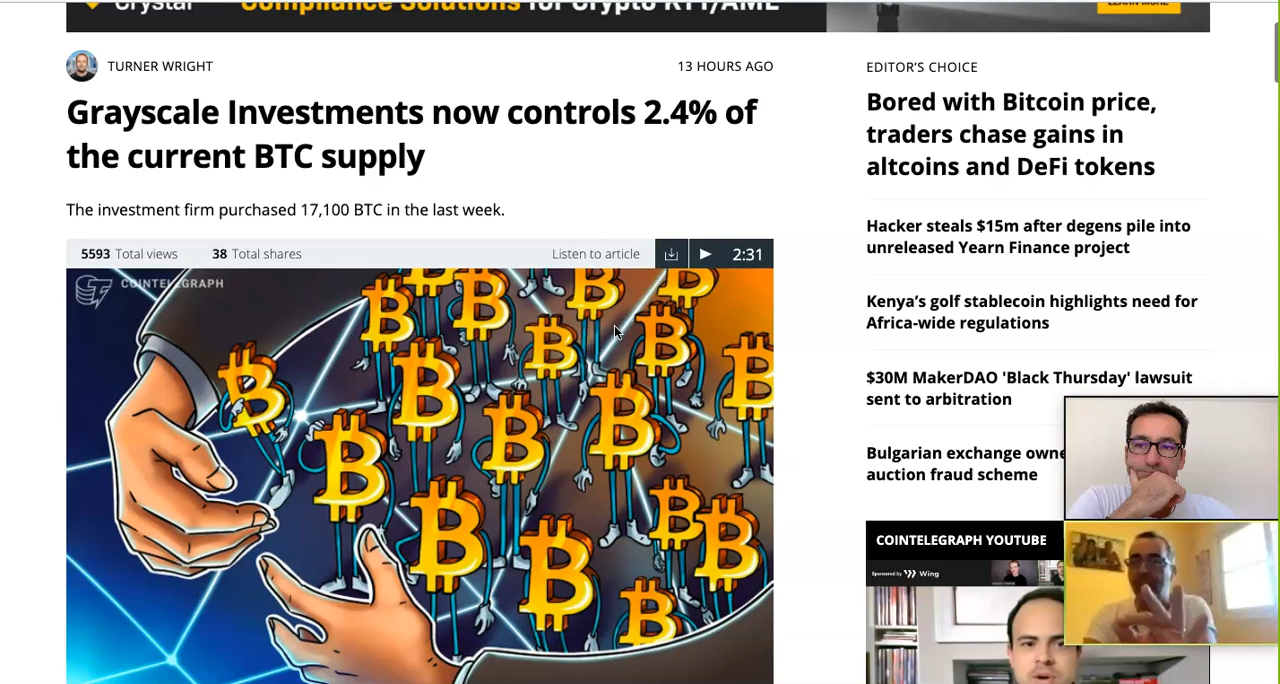 Crystal
Compliance Solutions for Crypto KYT/AML
LEARN MORE
TURNER WRIGHT
13 HOURS AGO
Grayscale Investments now controls 2.4% of
the current BTC supply
The investment firm purchased 17,100 BTC in the last week.
5593 Total views
38 Total shares
Listen to article
2:31
COINTELEGRAPH
EDITOR’S CHOICE
Bored with Bitcoin price,
traders chase gains in
altcoins and DeFi tokens
Hacker steals $15m after degens pile into
unreleased Yearn Finance project
Kenya’s golf stablecoin highlights need for
Africa-wide regulations
$30M MakerDAO 'Black Thursday' lawsuit
sent to arbitration
Bulgarian exchange owne
auction fraud scheme
COINTELEGRAPH YOUTUBE
Sponsored by Wing